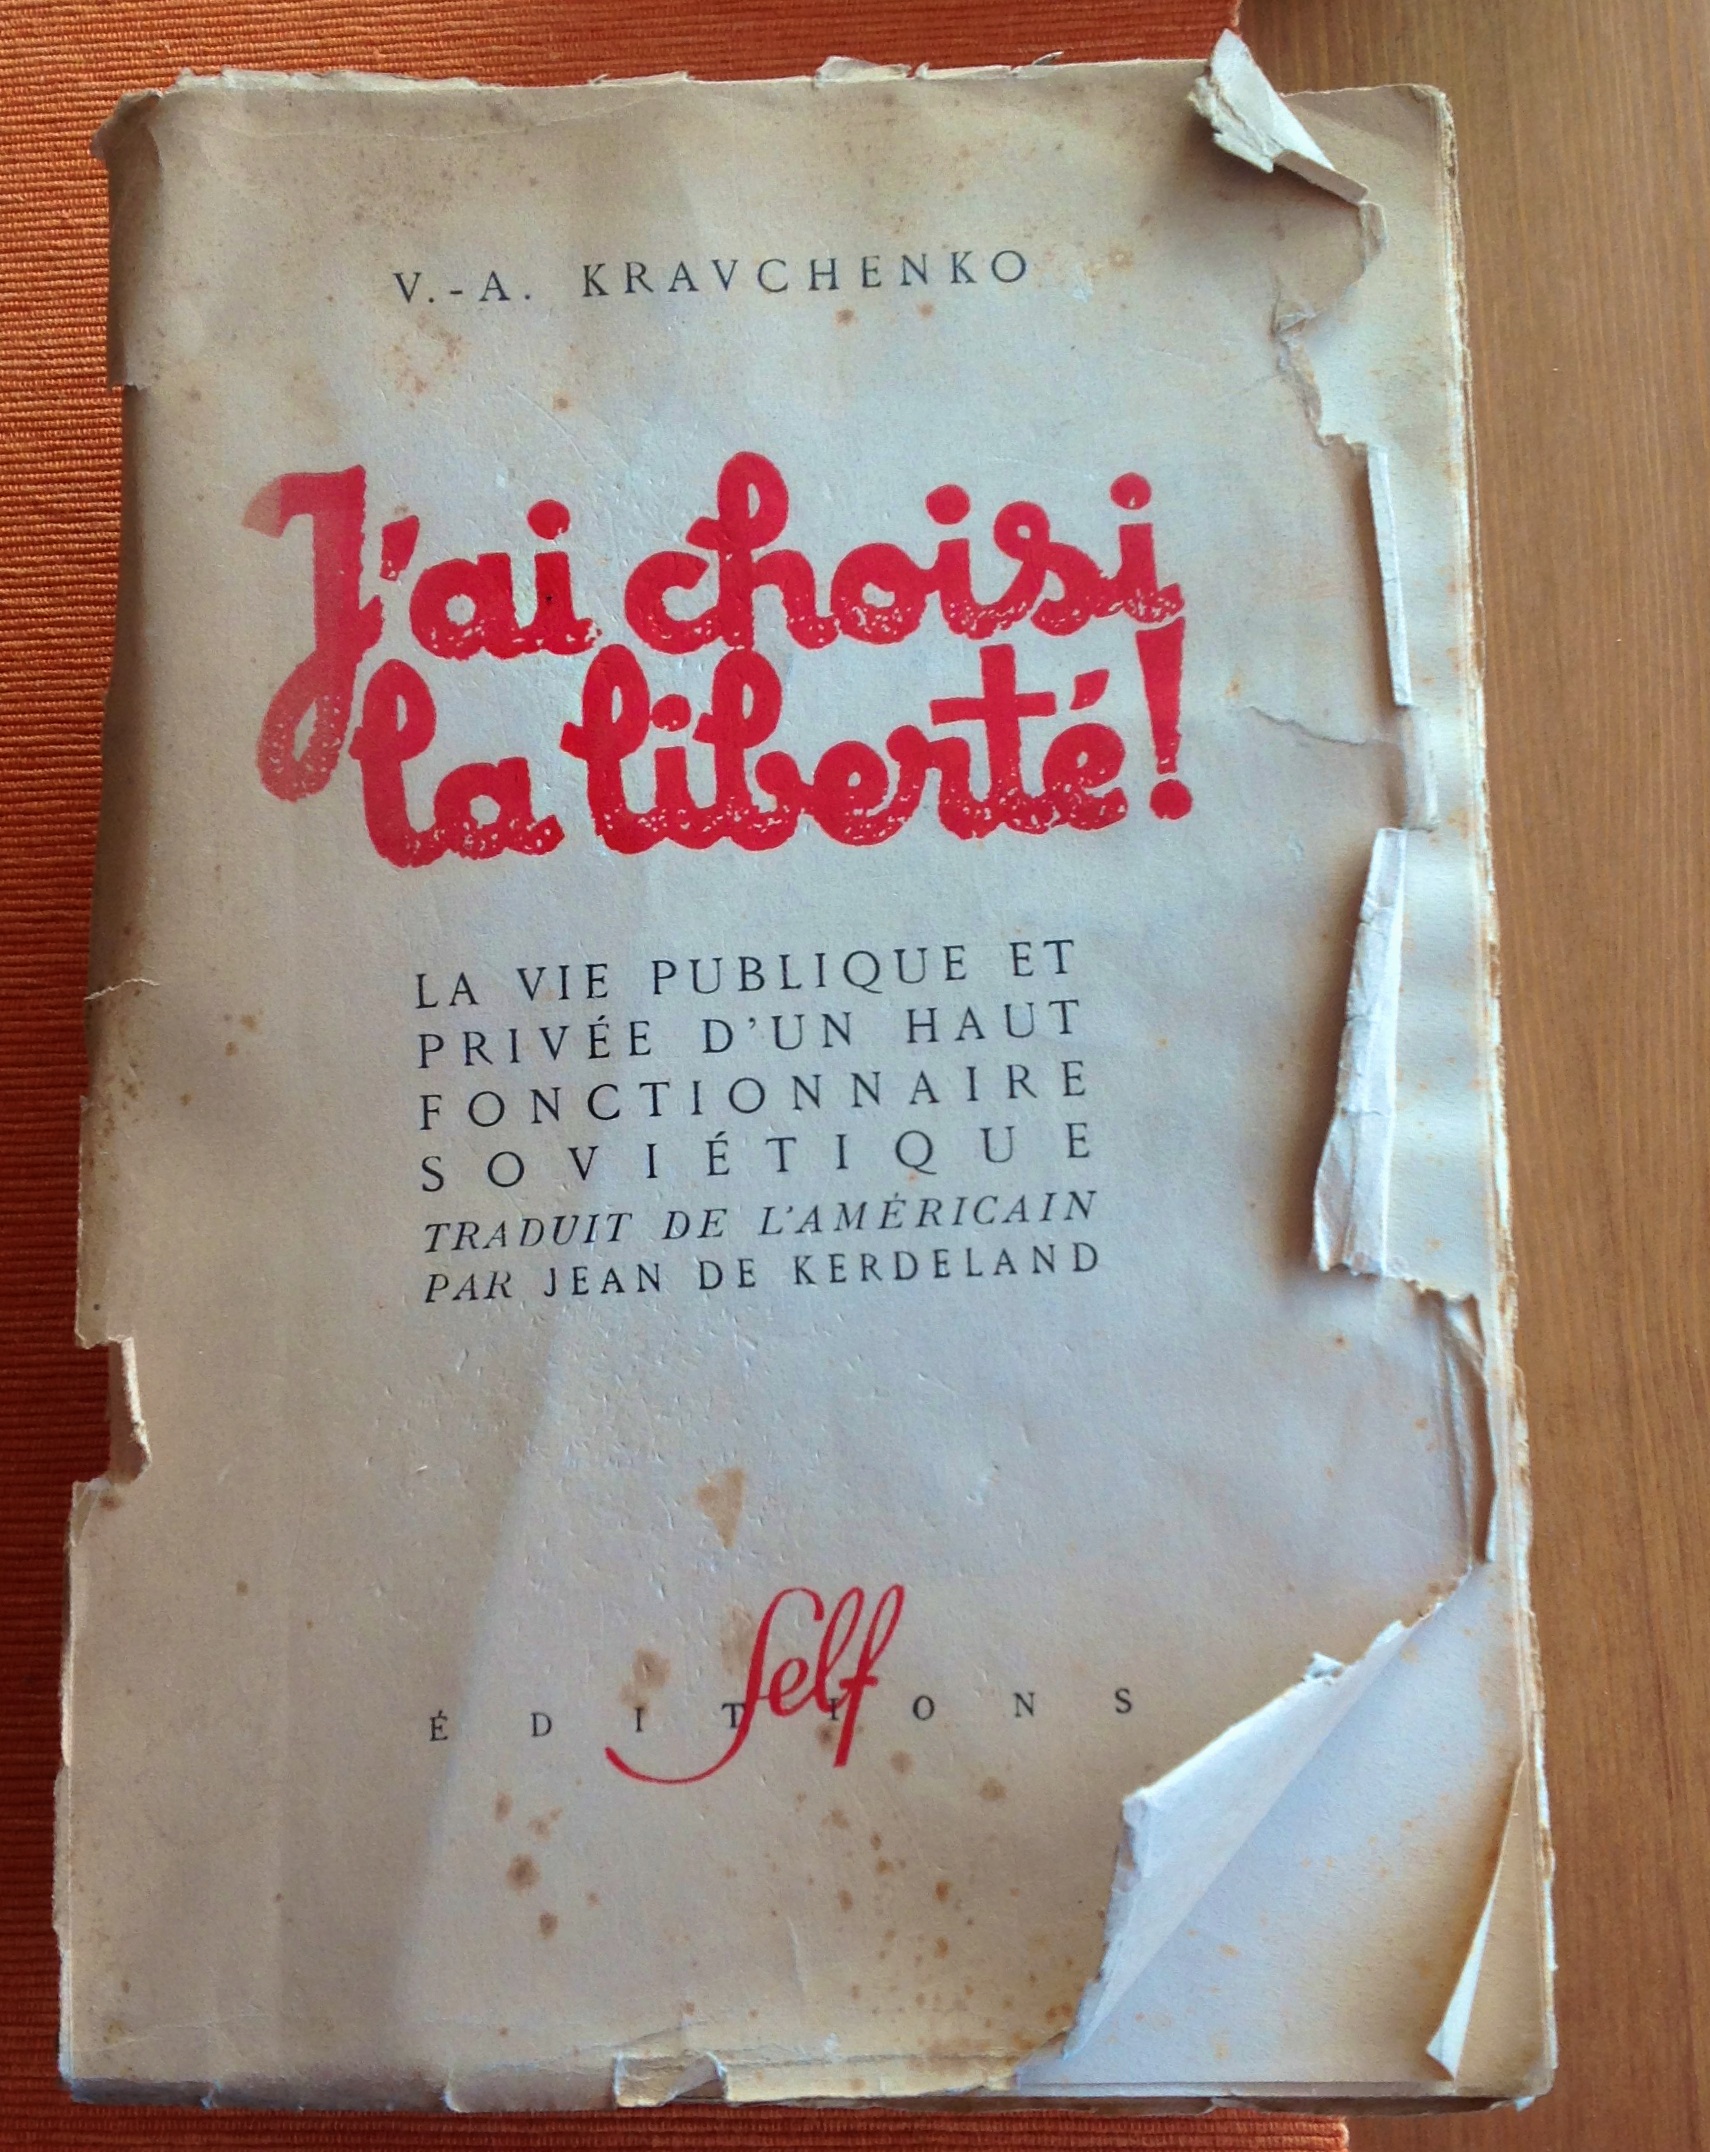 V.-A. KRAVCHENKO
J'ai choisi
la liberté!
LA VIE PUBLIQUE ET
PRIVÉE D'UN HAUT
FONCTIONNAIRE
SOVIÉTIQUE
TRADUIT DE L'AMÉRICAIN
PAR JEAN DE KERDELAND
Self
ÉDITIONS